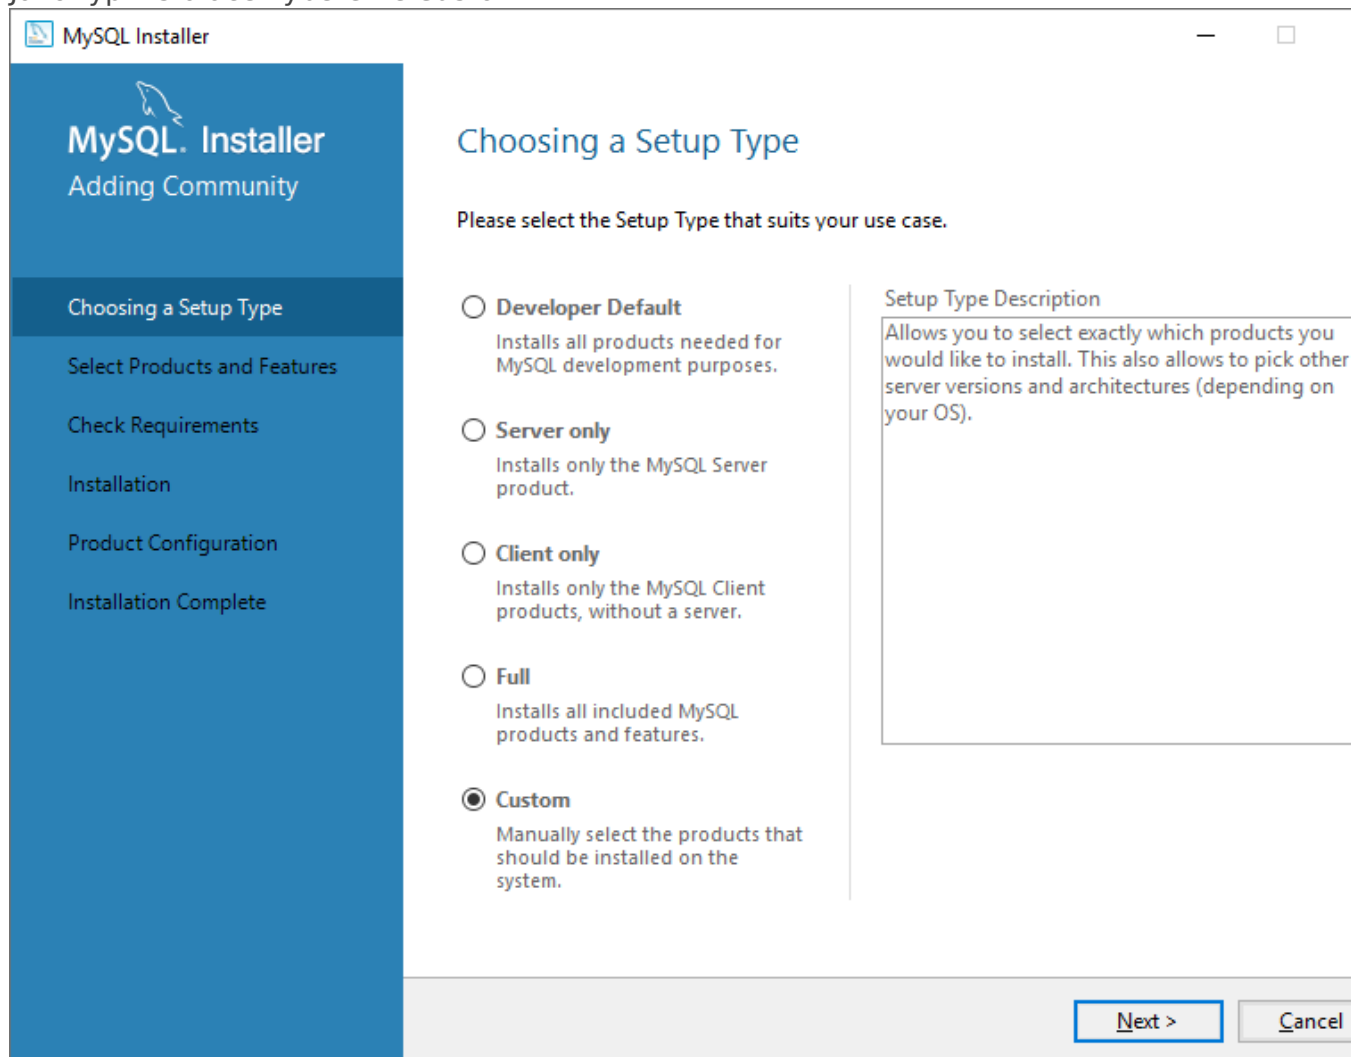 MySQL Installer
MySQL. Installer
Adding Community
Choosing a Setup Type
Select Products and Features
Check Requirements
Installation
Product Configuration
Installation Complete
Choosing a Setup Type
Please select the Setup Type that suits your use case.
Developer Default
Installs all products needed for
MySQL development purposes.
Server only
Installs only the MySQL Server
product.
Client only
Installs only the MySQL Client
products, without a server.
Full
Installs all included MySQL
products and features.
Custom
Manually select the products that
should be installed on the
system.
Setup Type Description
Allows you to select exactly which products you
would like to install. This also allows to pick other
server versions and architectures (depending on
your OS).
Next >
Cancel